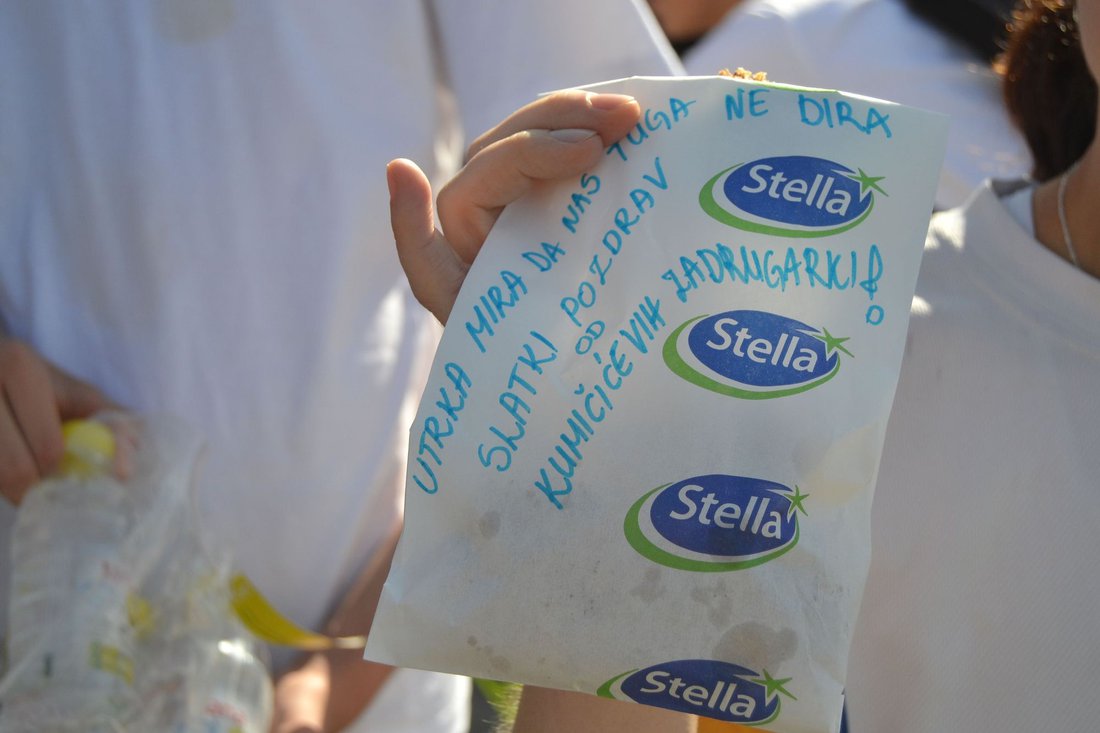 UTRKA MIRA DA NAS TUGA NE DIRA
SLATKI POZDRAV
OD
KUMIČIĆEVIH ZADRUGARKI!
Stella
Stella
Stella
Stella